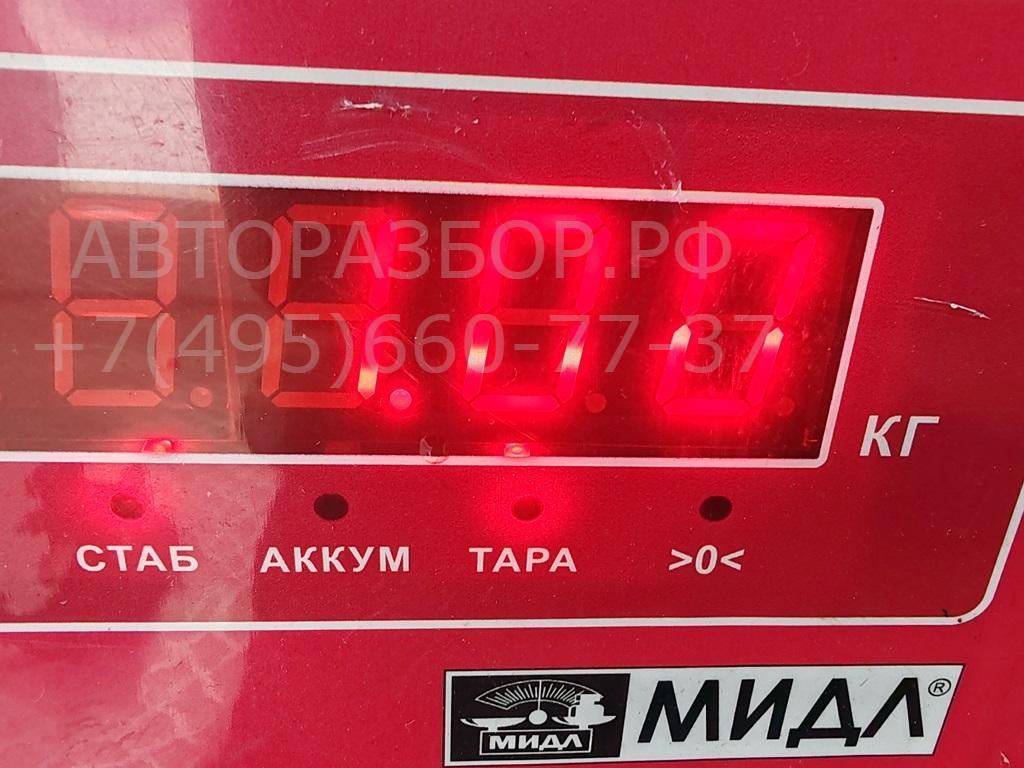 АВТОРАЗБОР.РФ
+7(495)660-77-37
КГ
СТАБ АККУМ ТАРА >0<
МИДЛ МИДЛ®